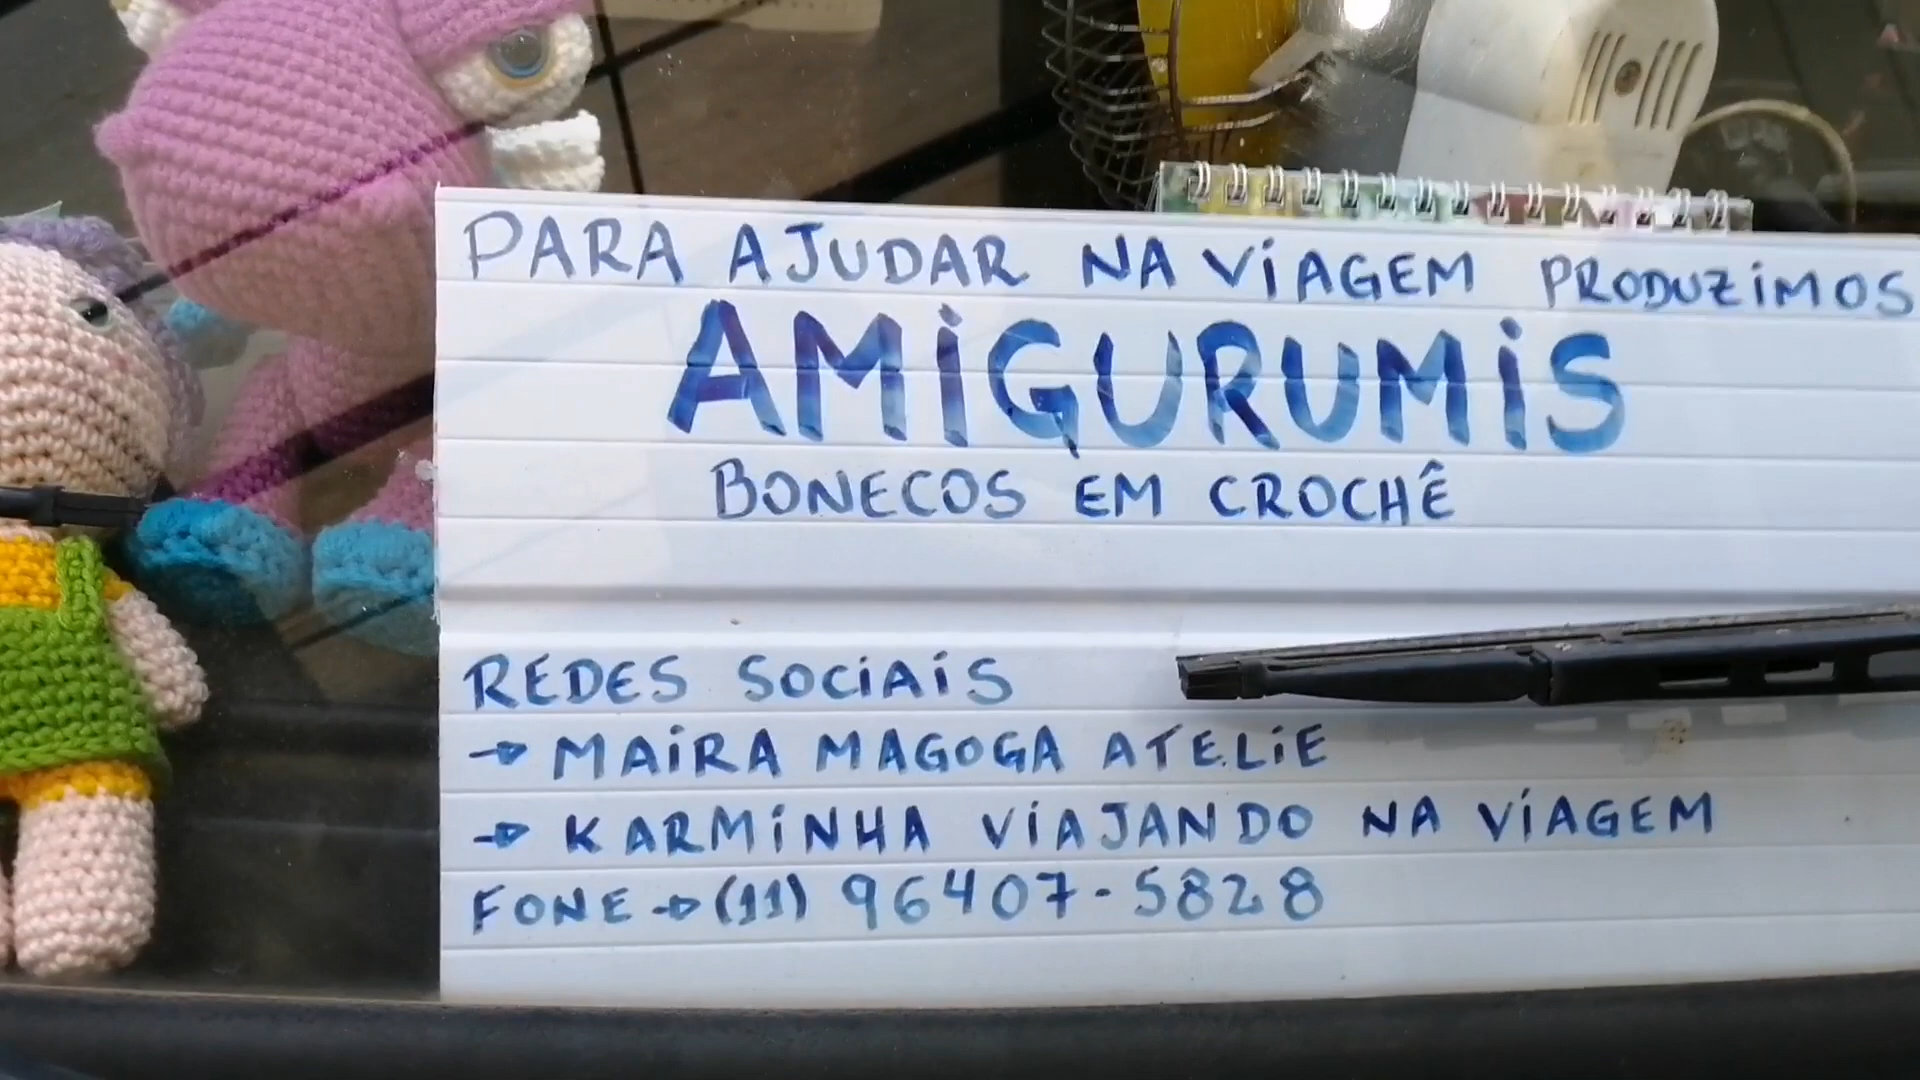 PARA AJUDAR NA ViAGEM PRODUZiMOS
AMiGURUMiS
BONECOS EM CROCHÊ
REDES SOCiAiS
→ MAiRA MAGOGA ATELiE
→ KARMiNHA ViAJANDO NA ViAGEM
FONE → (11) 96407-5828